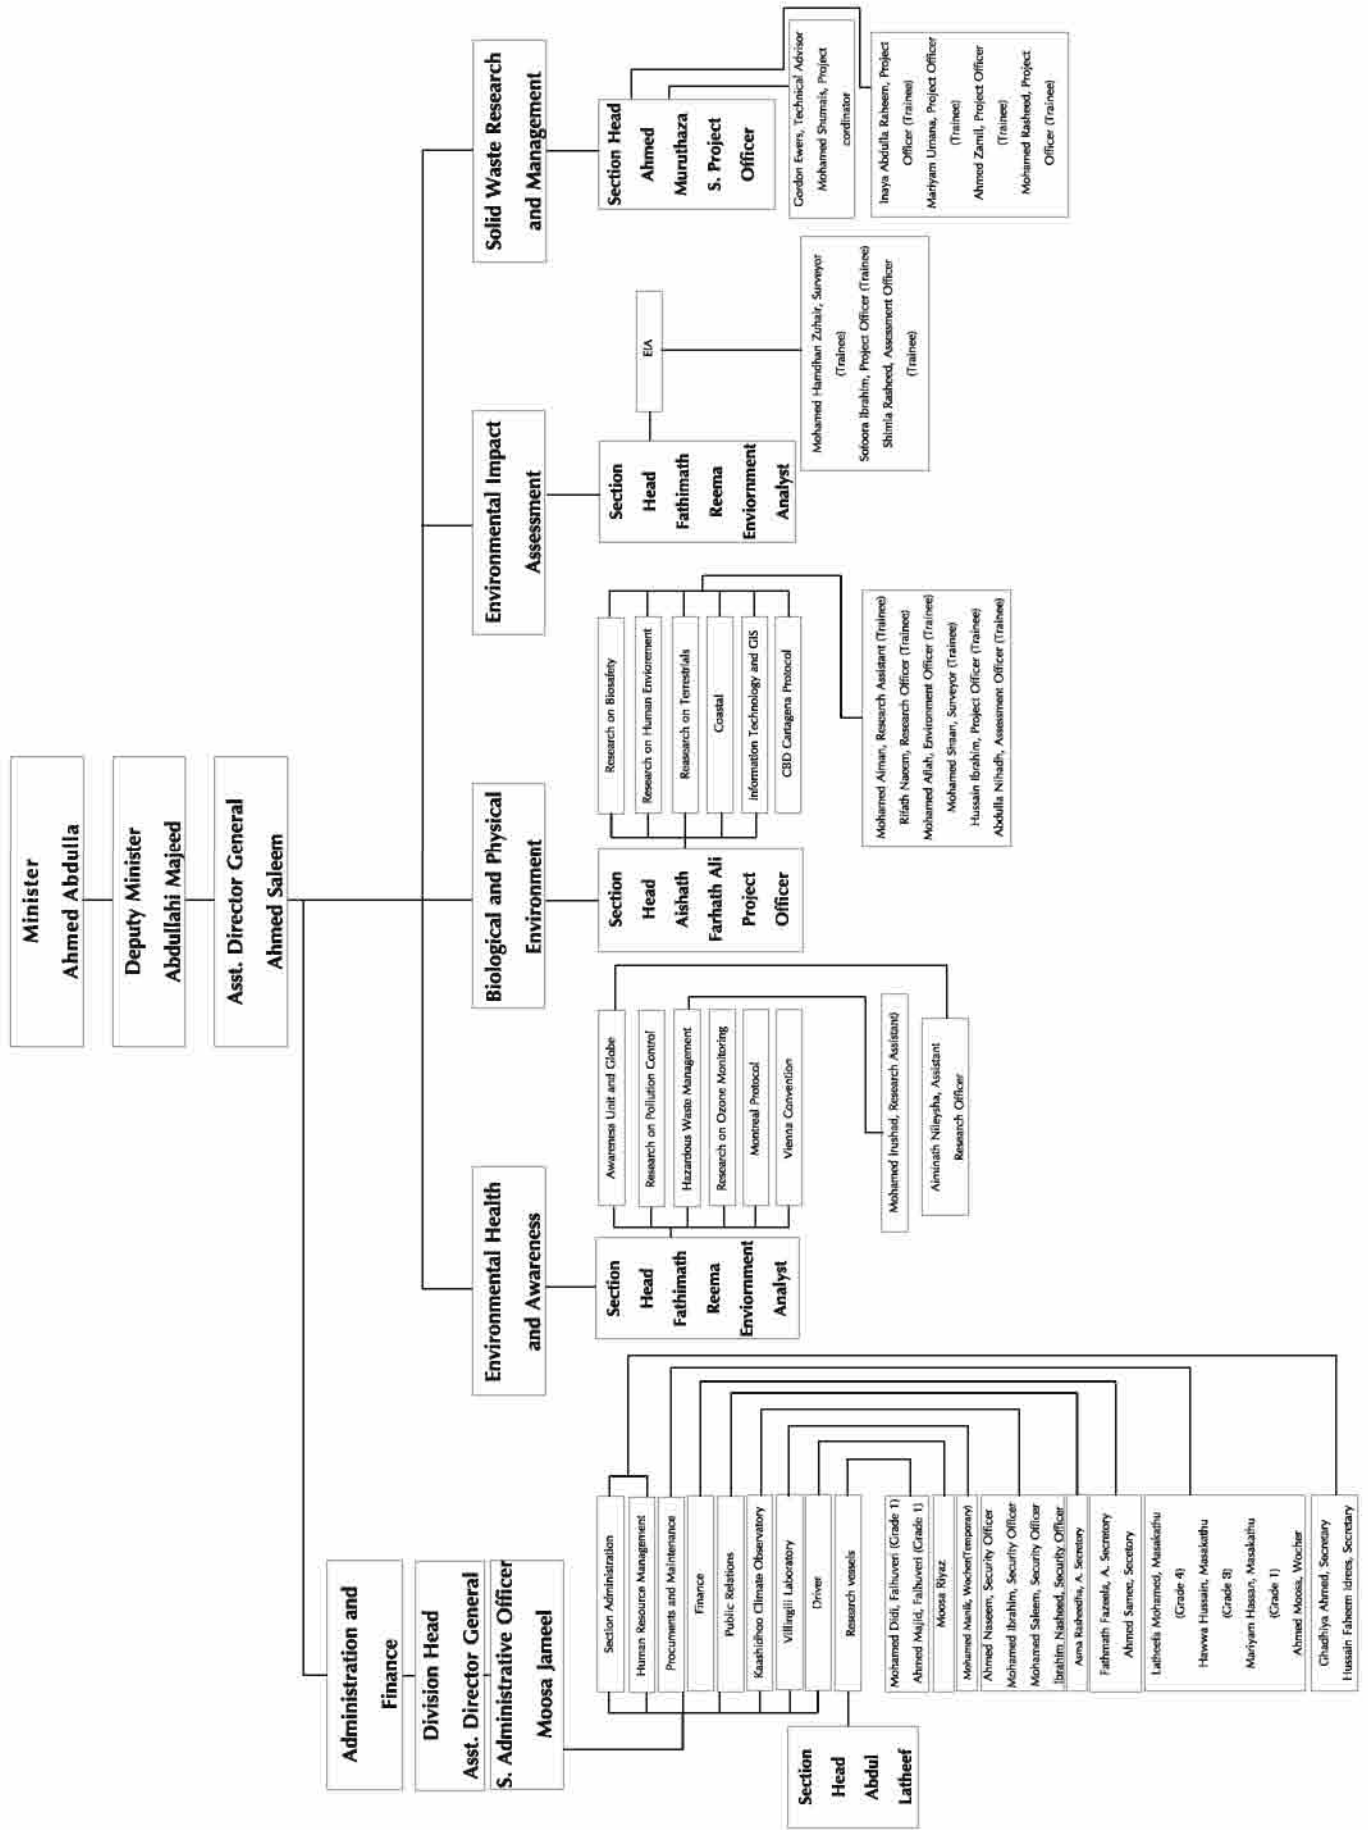 Minister
Ahmed Abdulla
Deputy Minister
Abdullahi Majeed
Asst. Director General
Ahmed Saleem
Administration and
Finance
Division Head
Asst. Director General
S. Administrative Officer
Moosa Jameel
Section Administration
Human Resource Management
Procuments and Maintenance
Finance
Public Relations
Kaashidhoo Climate Observatory
Villingili Laboratory
Driver
Research vessels
Section
Head
Abdul
Latheef
Mohamed Didi, Falhuveri (Grade 1)
Ahmed Majid, Falhuveri (Grade 1)
Moosa Riyaz
Mohamed Manik, Wocher(Temporary)
Ahmed Naseem, Security Officer
Mohamed Ibrahim, Security Officer
Mohamed Saleem, Security Officer
Ibrahim Nasheed, Security Officer
Asma Rasheedha, A. Secretory
Fathmath Fazeela, A. Secretory
Ahmed Sameo, Secetory
Latheefa Mohamed, Masakathu
(Grade 4)
Hawwa Hussain, Masakathu
(Grade 3)
Mariyam Hassan, Masakathu
(Grade 1)
Ahmed Moosa, Wocher
Ghadhiya Ahmed, Secretary
Hussain Faheem Idrees, Secretary
Environmental Health
and Awareness
Section
Head
Fathimath
Reema
Enviornment
Analyst
Awareness Unit and Globe
Research on Pollution Control
Hazardous Waste Management
Research on Ozone Monitoring
Montreal Protocol
Vienna Convention
Mohamed Irushad, Research Assistant)
Aiminath Nileysha, Assistant
Research Officer
Biological and Physical
Environment
Section
Head
Aishath
Farhath Ali
Project
Officer
Research on Biosafety
Research on Human Enviorement
Reasearch on Terrestrials
Coastal
Information Technology and GIS
CBD Cartagena Protocol
Mohamed Aiman, Research Assistant (Trainee)
Rifath Naeem, Research Officer (Trainee)
Mohamed Aflah, Environment Officer (Trainee)
Mohamed Shaan, Surveyor (Trainee)
Hussain Ibrahim, Project Officer (Trainee)
Abdulla Nihadh, Assessment Officer (Trainee)
Environmental Impact
Assessment
Section
Head
Fathimath
Reema
Enviornment
Analyst
EIA
Mohamed Hamdhan Zuhair, Surveyor
(Trainee)
Sofoora Ibrahim, Project Officer (Trainee)
Shimla Rasheed, Assessment Officer
(Trainee)
Solid Waste Research
and Management
Section Head
Ahmed
Muruthaza
S. Project
Officer
Gordon Ewers, Technical Advisor
Mohamed Shumais, Project
cordinator
Inaya Abdulla Raheem, Project
Officer (Trainee)
Mariyam Umana, Project Officer
(Trainee)
Ahmed Zamil, Project Officer
(Trainee)
Mohamed Rasheed, Project
Officer (Trainee)